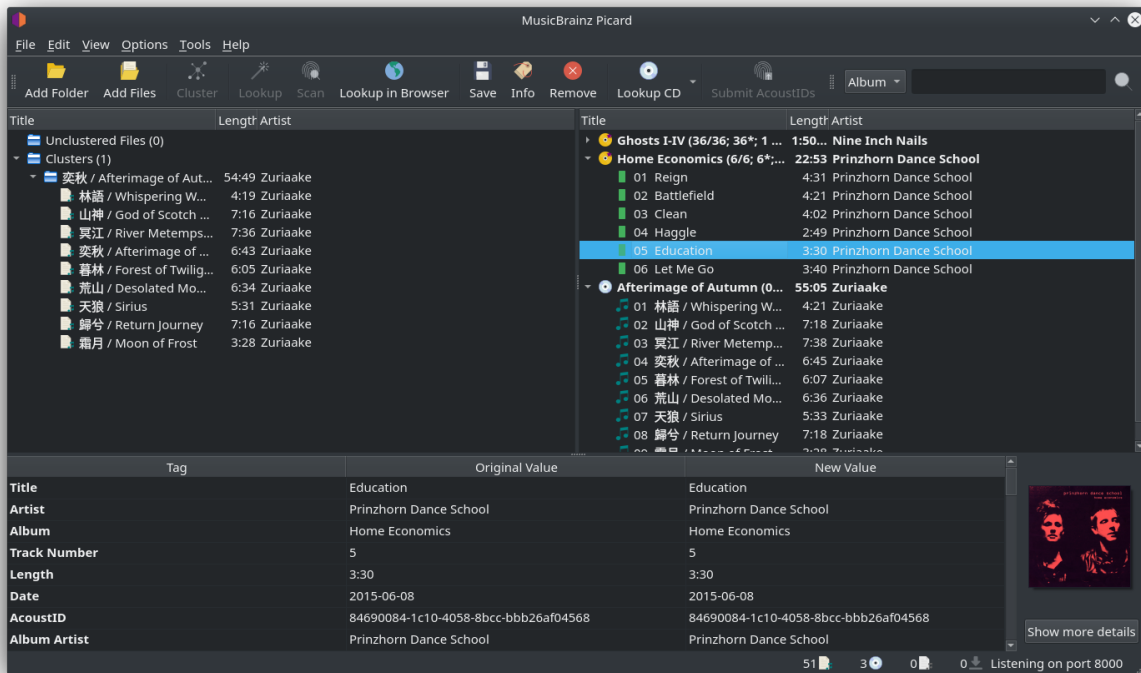 MusicBrainz Picard
File Edit View Options Tools Help
Add Folder Add Files Cluster Lookup Scan Lookup in Browser Save Info Remove Lookup CD Submit AcoustIDs Album
Title Length Artist
Unclustered Files (0)
Clusters (1)
奕秋 / Afterimage of Aut... 54:49 Zuriaake
林語 / Whispering W... 4:19 Zuriaake
山神 / God of Scotch ... 7:16 Zuriaake
冥江 / River Metemps... 7:36 Zuriaake
奕秋 / Afterimage of ... 6:43 Zuriaake
暮林 / Forest of Twilig... 6:05 Zuriaake
荒山 / Desolated Mo... 6:34 Zuriaake
天狼 / Sirius 5:31 Zuriaake
歸兮 / Return Journey 7:16 Zuriaake
霜月 / Moon of Frost 3:28 Zuriaake
Title Length Artist
Ghosts I-IV (36/36; 36*; 1 ... 1:50... Nine Inch Nails
Home Economics (6/6; 6*;... 22:53 Prinzhorn Dance School
01 Reign 4:31 Prinzhorn Dance School
02 Battlefield 4:21 Prinzhorn Dance School
03 Clean 4:02 Prinzhorn Dance School
04 Haggle 2:49 Prinzhorn Dance School
05 Education 3:30 Prinzhorn Dance School
06 Let Me Go 3:40 Prinzhorn Dance School
Afterimage of Autumn (0... 55:05 Zuriaake
01 林語 / Whispering W... 4:21 Zuriaake
02 山神 / God of Scotch ... 7:18 Zuriaake
03 冥江 / River Metemp... 7:38 Zuriaake
04 奕秋 / Afterimage of ... 6:45 Zuriaake
05 暮林 / Forest of Twili... 6:07 Zuriaake
06 荒山 / Desolated Mo... 6:36 Zuriaake
07 天狼 / Sirius 5:33 Zuriaake
08 歸兮 / Return Journey 7:18 Zuriaake
09 霜月 / Moon of Frost 3:28 Zuriaake
Tag Original Value New Value
Title Education Education
Artist Prinzhorn Dance School Prinzhorn Dance School
Album Home Economics Home Economics
Track Number 5 5
Length 3:30 3:30
Date 2015-06-08 2015-06-08
AcoustID 84690084-1c10-4058-8bcc-bbb26af04568 84690084-1c10-4058-8bcc-bbb26af04568
Album Artist Prinzhorn Dance School Prinzhorn Dance School
prinzhorn dance school
home economics
Show more details
51 3 0 0 Listening on port 8000